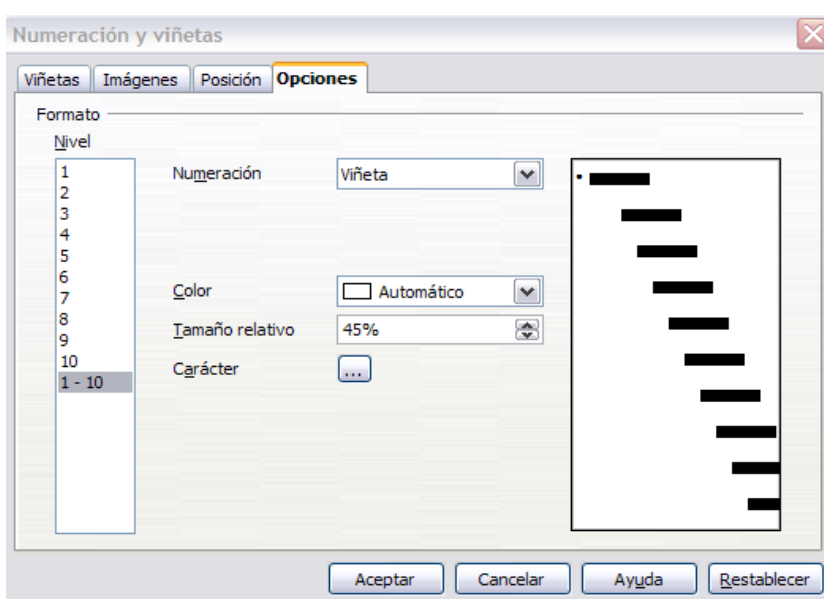 Numeración y viñetas
Viñetas Imágenes Posición Opciones
Formato
Nivel
1
2
3
4
5
6
7
8
9
10
1 - 10
Numeración Viñeta
Color Automático
Tamaño relativo 45%
Carácter ...
Aceptar Cancelar Ayuda Restablecer